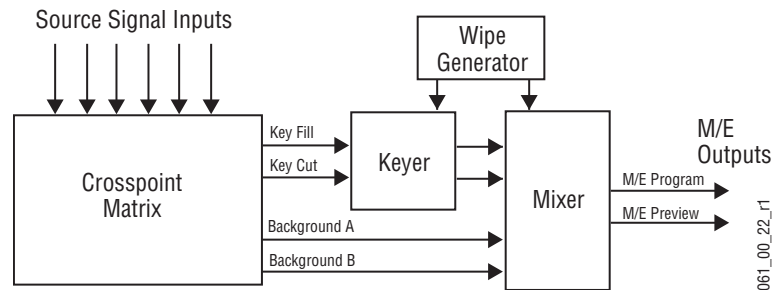 Source Signal Inputs
Wipe
Generator
Crosspoint
Matrix
Key Fill
Key Cut
Keyer
Background A
Background B
Mixer
M/E
Outputs
M/E Program
M/E Preview
061_00_22_r1